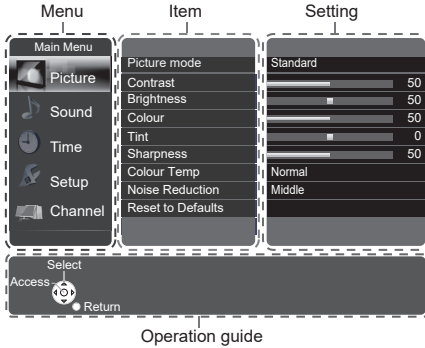 Menu Item Setting
Main Menu
Picture
Sound
Time
Setup
Channel
Picture mode Standard
Contrast 50
Brightness 50
Colour 50
Tint 0
Sharpness 50
Colour Temp Normal
Noise Reduction Middle
Reset to Defaults
Select
Access
Return
Operation guide